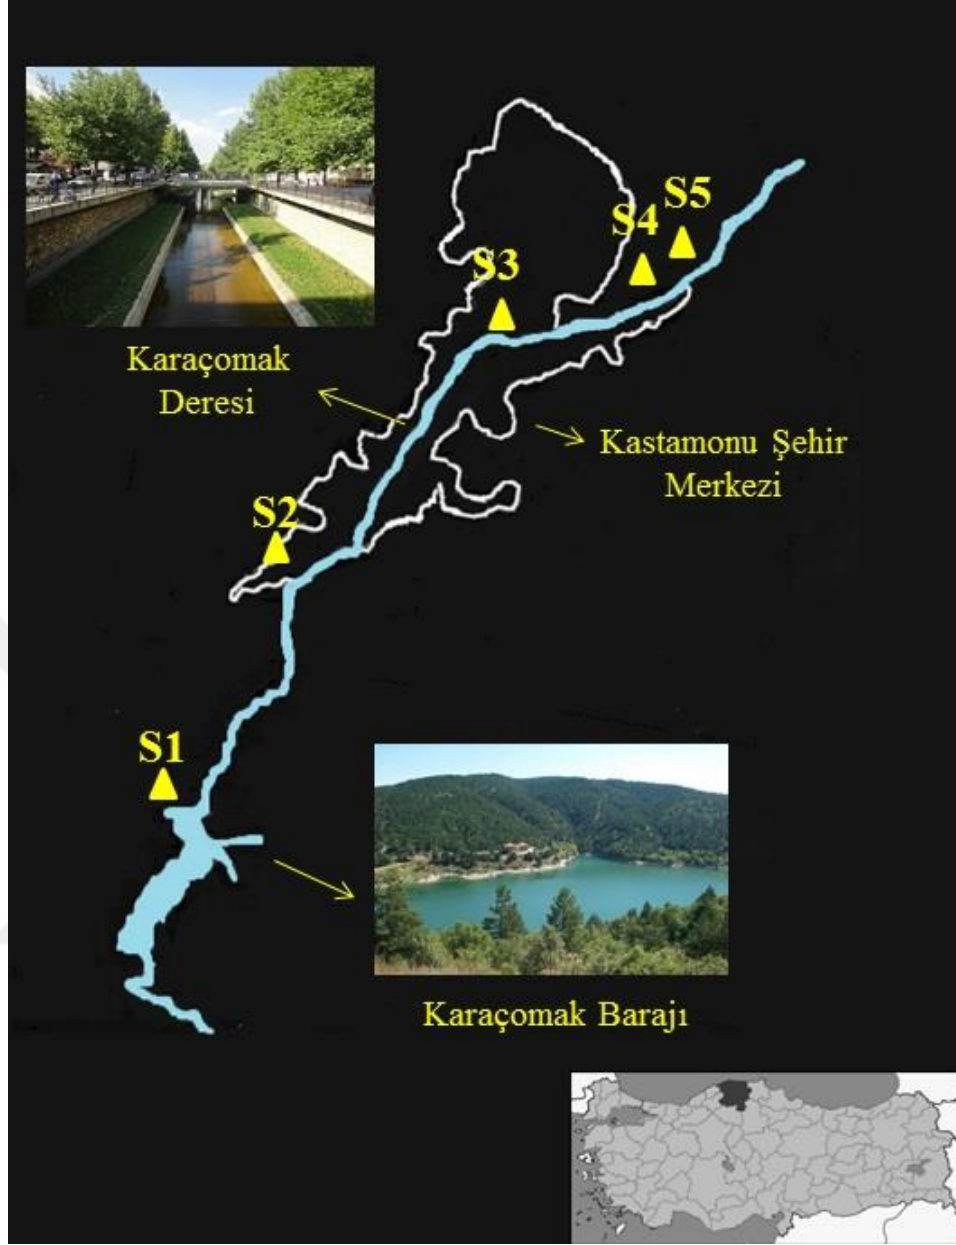 S5
S4
S3
Karaçomak
Deresi
Kastamonu Şehir
Merkezi
S2
S1
Karaçomak Barajı